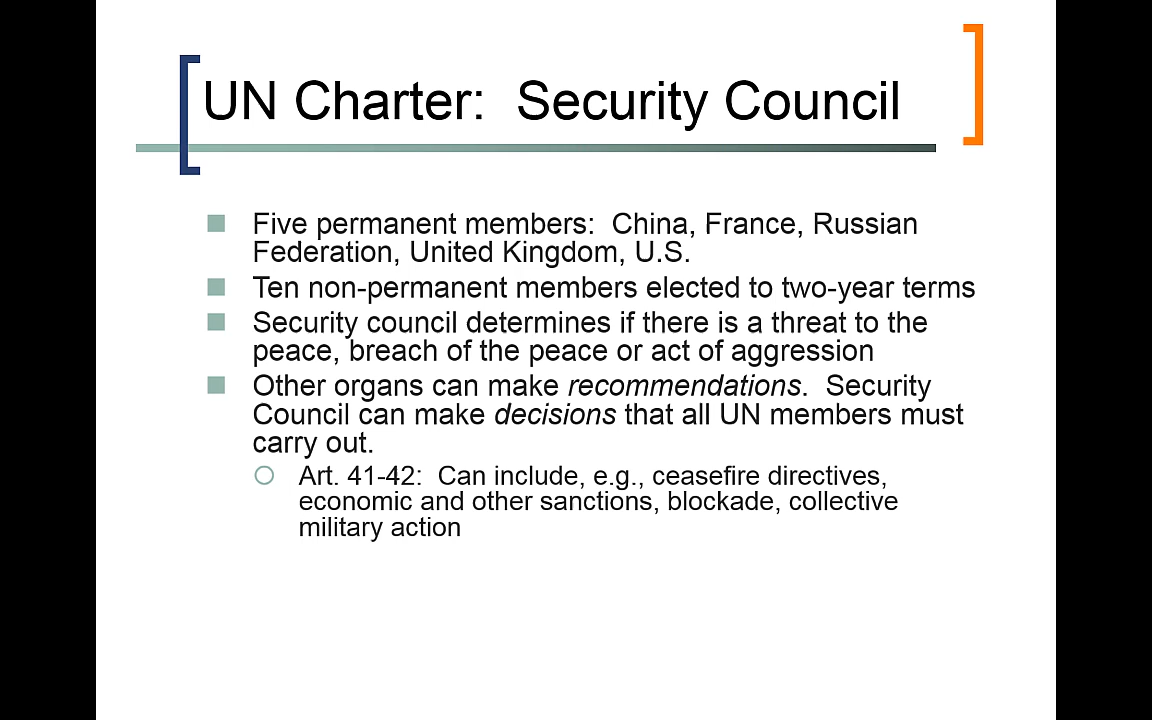 UN Charter:  Security Council
Five permanent members:  China, France, Russian
Federation, United Kingdom, U.S.
Ten non-permanent members elected to two-year terms
Security council determines if there is a threat to the
peace, breach of the peace or act of aggression
Other organs can make recommendations.  Security
Council can make decisions that all UN members must
carry out.
Art. 41-42:  Can include, e.g., ceasefire directives,
economic and other sanctions, blockade, collective
military action